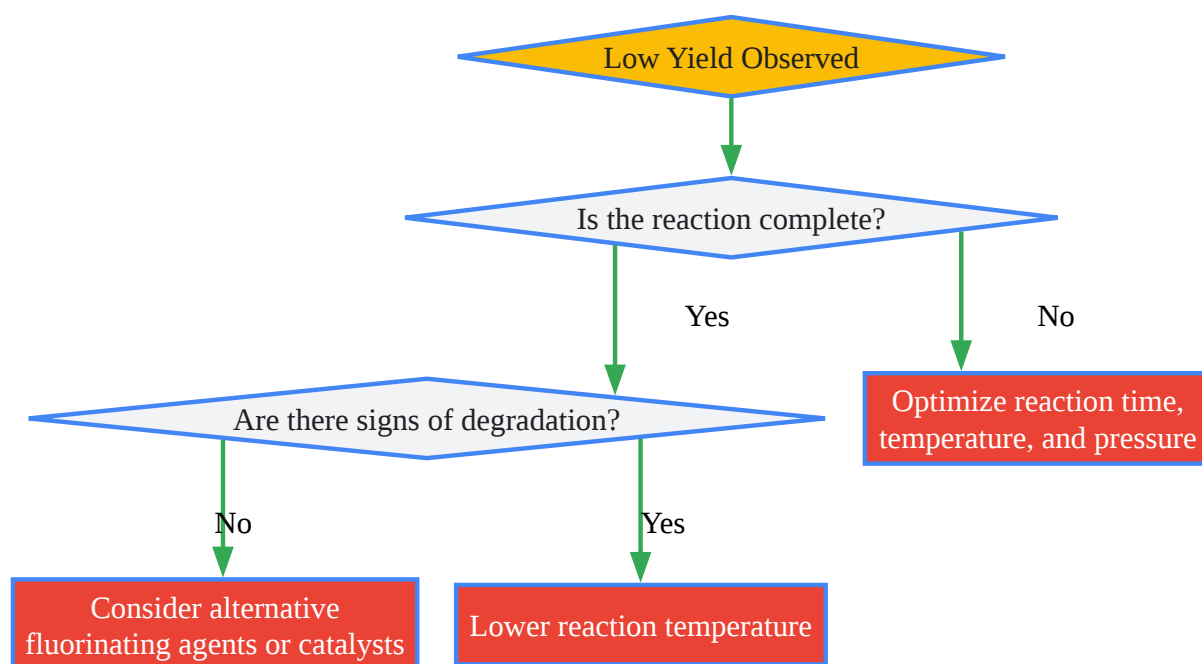 Low Yield Observed
Is the reaction complete?
Yes
No
Optimize reaction time,
temperature, and pressure
Are there signs of degradation?
No
Yes
Consider alternative
fluorinating agents or catalysts
Lower reaction temperature